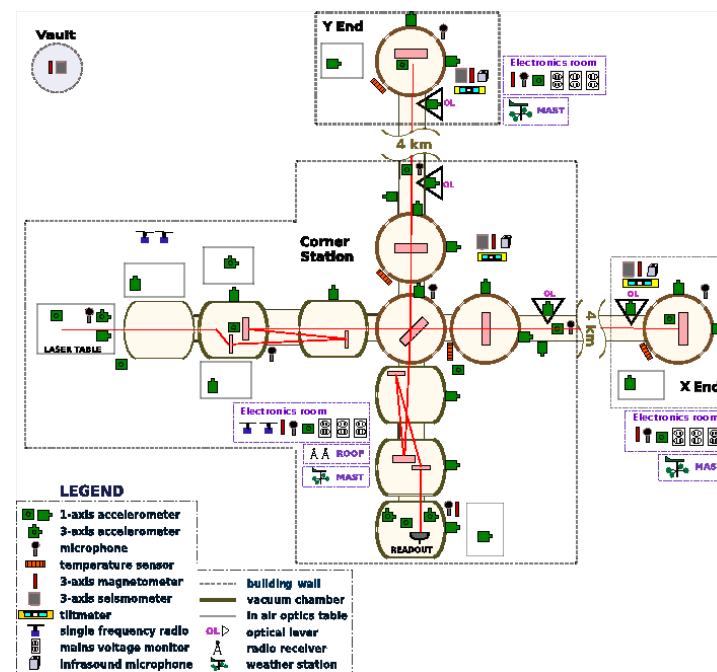 Vault
Y End
Electronics room
MAST
OL
4 km
OL
Corner
Station
OL
OL
4 km
LASER TABLE
X End
Electronics room
Electronics room
ROOF
MAST
MAST
READOUT
LEGEND
1-axis accelerometer
3-axis accelerometer
microphone
temperature sensor
3-axis magnetometer
3-axis seismometer
tiltmeter
single frequency radio
mains voltage monitor
infrasound microphone
building wall
vacuum chamber
in air optics table
OL optical lever
radio receiver
weather station